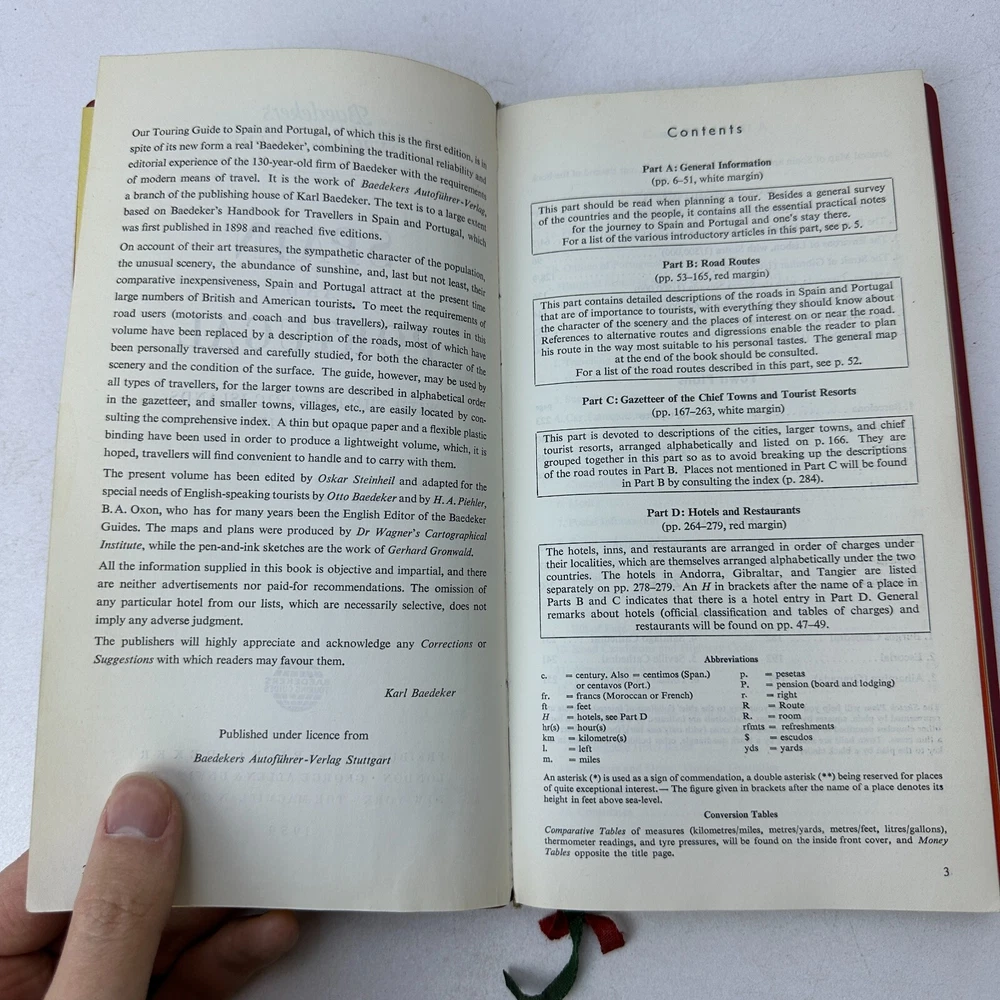 Our Touring Guide to Spain and Portugal, of which this is the first edition, is in
spite of its new form a real 'Baedeker', combining the traditional reliability and
editorial experience of the 130-year-old firm of Baedeker with the requirements
of modern means of travel. It is the work of Baedekers Autoführer-Verlag,
a branch of the publishing house of Karl Baedeker. The text is to a large extent
based on Baedeker's Handbook for Travellers in Spain and Portugal, which
was first published in 1898 and reached five editions.
On account of their art treasures, the sympathetic character of the population,
the unusual scenery, the abundance of sunshine, and, last but not least, their
comparative inexpensiveness, Spain and Portugal attract at the present time
large numbers of British and American tourists. To meet the requirements of
road users (motorists and coach and bus travellers), railway routes in this
volume have been replaced by a description of the roads, most of which have
been personally traversed and carefully studied, for both the character of the
scenery and the condition of the surface. The guide, however, may be used by
all types of travellers, for the larger towns are described in alphabetical order
in the gazetteer, and smaller towns, villages, etc., are easily located by con-
sulting the comprehensive index. A thin but opaque paper and a flexible plastic
binding have been used in order to produce a lightweight volume, which, it is
hoped, travellers will find convenient to handle and to carry with them.
The present volume has been edited by Oskar Steinheil and adapted for the
special needs of English-speaking tourists by Otto Baedeker and by H. A. Piehler,
B. A. Oxon, who has for many years been the English Editor of the Baedeker
Guides. The maps and plans were produced by Dr Wagner's Cartographical
Institute, while the pen-and-ink sketches are the work of Gerhard Gronwald.
All the information supplied in this book is objective and impartial, and there
are neither advertisements nor paid-for recommendations. The omission of
any particular hotel from our lists, which are necessarily selective, does not
imply any adverse judgment.
The publishers will highly appreciate and acknowledge any Corrections or
Suggestions with which readers may favour them.
Karl Baedeker
Published under licence from
Baedekers Autoführer-Verlag Stuttgart
Contents
Part A: General Information
(pp. 6–51, white margin)
This part should be read when planning a tour. Besides a general survey
of the countries and the people, it contains all the essential practical notes
for the journey to Spain and Portugal and one's stay there.
For a list of the various introductory articles in this part, see p. 5.
Part B: Road Routes
(pp. 53–165, red margin)
This part contains detailed descriptions of the roads in Spain and Portugal
that are of importance to tourists, with everything they should know about
the character of the scenery and the places of interest on or near the road.
References to alternative routes and digressions enable the reader to plan
his route in the way most suitable to his personal tastes. The general map
at the end of the book should be consulted.
For a list of the road routes described in this part, see p. 52.
Part C: Gazetteer of the Chief Towns and Tourist Resorts
(pp. 167–263, white margin)
This part is devoted to descriptions of the cities, larger towns, and chief
tourist resorts, arranged alphabetically and listed on p. 166. They are
grouped together in this part so as to avoid breaking up the descriptions
of the road routes in Part B. Places not mentioned in Part C will be found
in Part B by consulting the index (p. 284).
Part D: Hotels and Restaurants
(pp. 264–279, red margin)
The hotels, inns, and restaurants are arranged in order of charges under
their localities, which are themselves arranged alphabetically under the two
countries. The hotels in Andorra, Gibraltar, and Tangier are listed
separately on pp. 278–279. An H in brackets after the name of a place in
Parts B and C indicates that there is a hotel entry in Part D. General
remarks about hotels (official classification and tables of charges) and
restaurants will be found on pp. 47–49.
Abbreviations
c. = century. Also = centimos (Span.)
or centavos (Port.)
fr. = francs (Moroccan or French)
ft = feet
H = hotels, see Part D
hr(s) = hour(s)
km = kilometre(s)
l. = left
m. = miles
p. = pesetas
P. = pension (board and lodging)
r. = right
R = Route
R. = room
rfmts = refreshments
$ = escudos
yds = yards
An asterisk (*) is used as a sign of commendation, a double asterisk (**) being reserved for places
of quite exceptional interest.— The figure given in brackets after the name of a place denotes its
height in feet above sea-level.
Conversion Tables
Comparative Tables of measures (kilometres/miles, metres/yards, metres/feet, litres/gallons),
thermometer readings, and tyre pressures, will be found on the inside front cover, and Money
Tables opposite the title page.
3